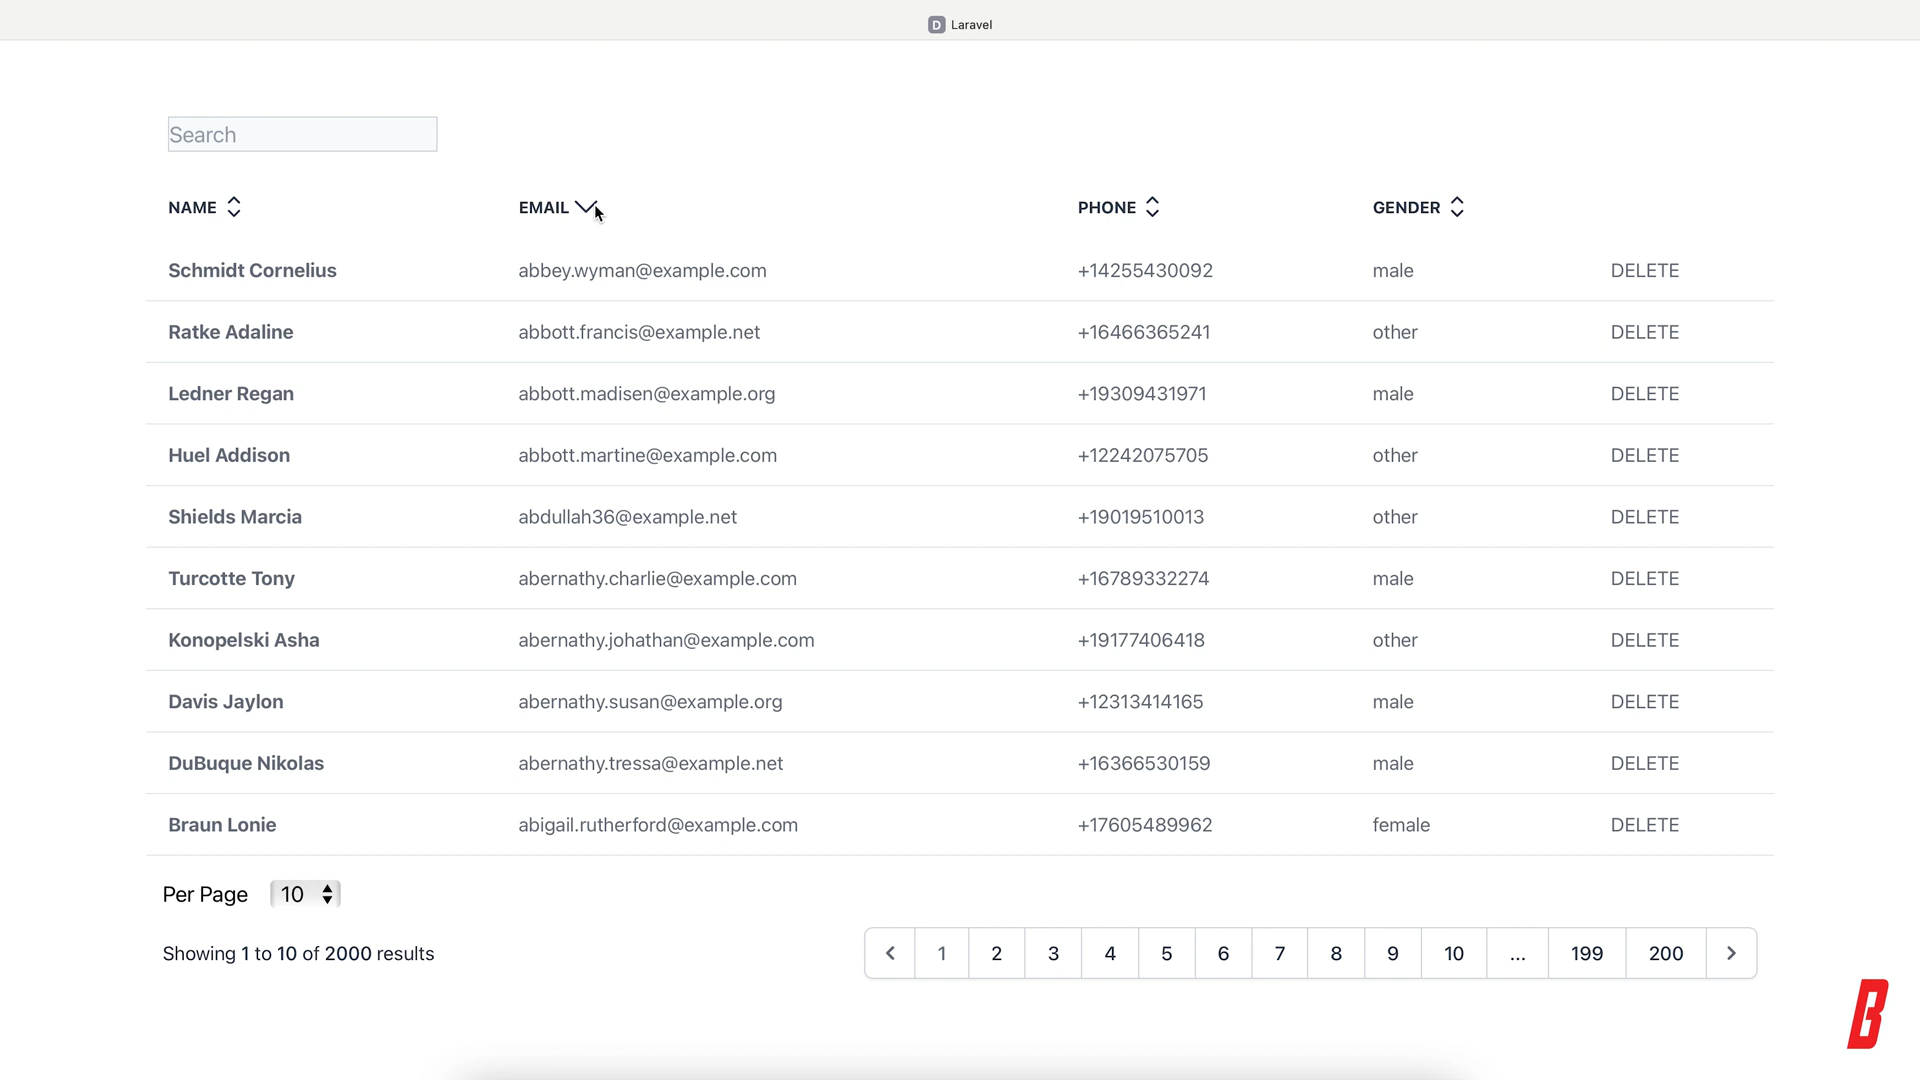 D Laravel
Search
NAME EMAIL PHONE GENDER
Schmidt Cornelius abbey.wyman@example.com +14255430092 male DELETE
Ratke Adaline abbott.francis@example.net +16466365241 other DELETE
Ledner Regan abbott.madisen@example.org +19309431971 male DELETE
Huel Addison abbott.martine@example.com +12242075705 other DELETE
Shields Marcia abdullah36@example.net +19019510013 other DELETE
Turcotte Tony abernathy.charlie@example.com +16789332274 male DELETE
Konopelski Asha abernathy.johathan@example.com +19177406418 other DELETE
Davis Jaylon abernathy.susan@example.org +12313414165 male DELETE
DuBuque Nikolas abernathy.tressa@example.net +16366530159 male DELETE
Braun Lonie abigail.rutherford@example.com +17605489962 female DELETE
Per Page 10
Showing 1 to 10 of 2000 results 1 2 3 4 5 6 7 8 9 10 ... 199 200
B